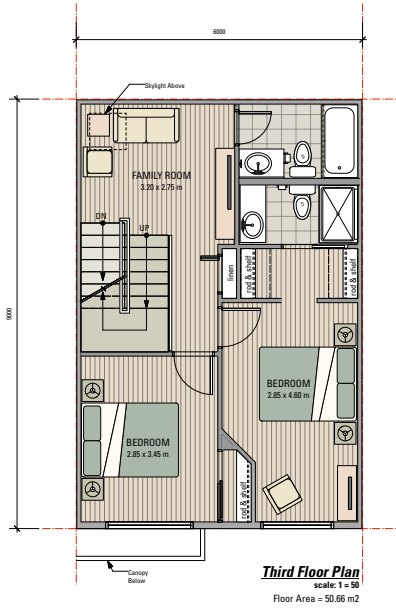 6000
Skylight Above
FAMILY ROOM
3.20 x 2.75 m
DN
UP
linen
rod & shelf
rod & shelf
9000
BEDROOM
2.85 x 4.60 m
BEDROOM
2.85 x 3.45 m
rod & shelf
Canopy
Below
Third Floor Plan
scale: 1 = 50
Floor Area = 50.66 m2